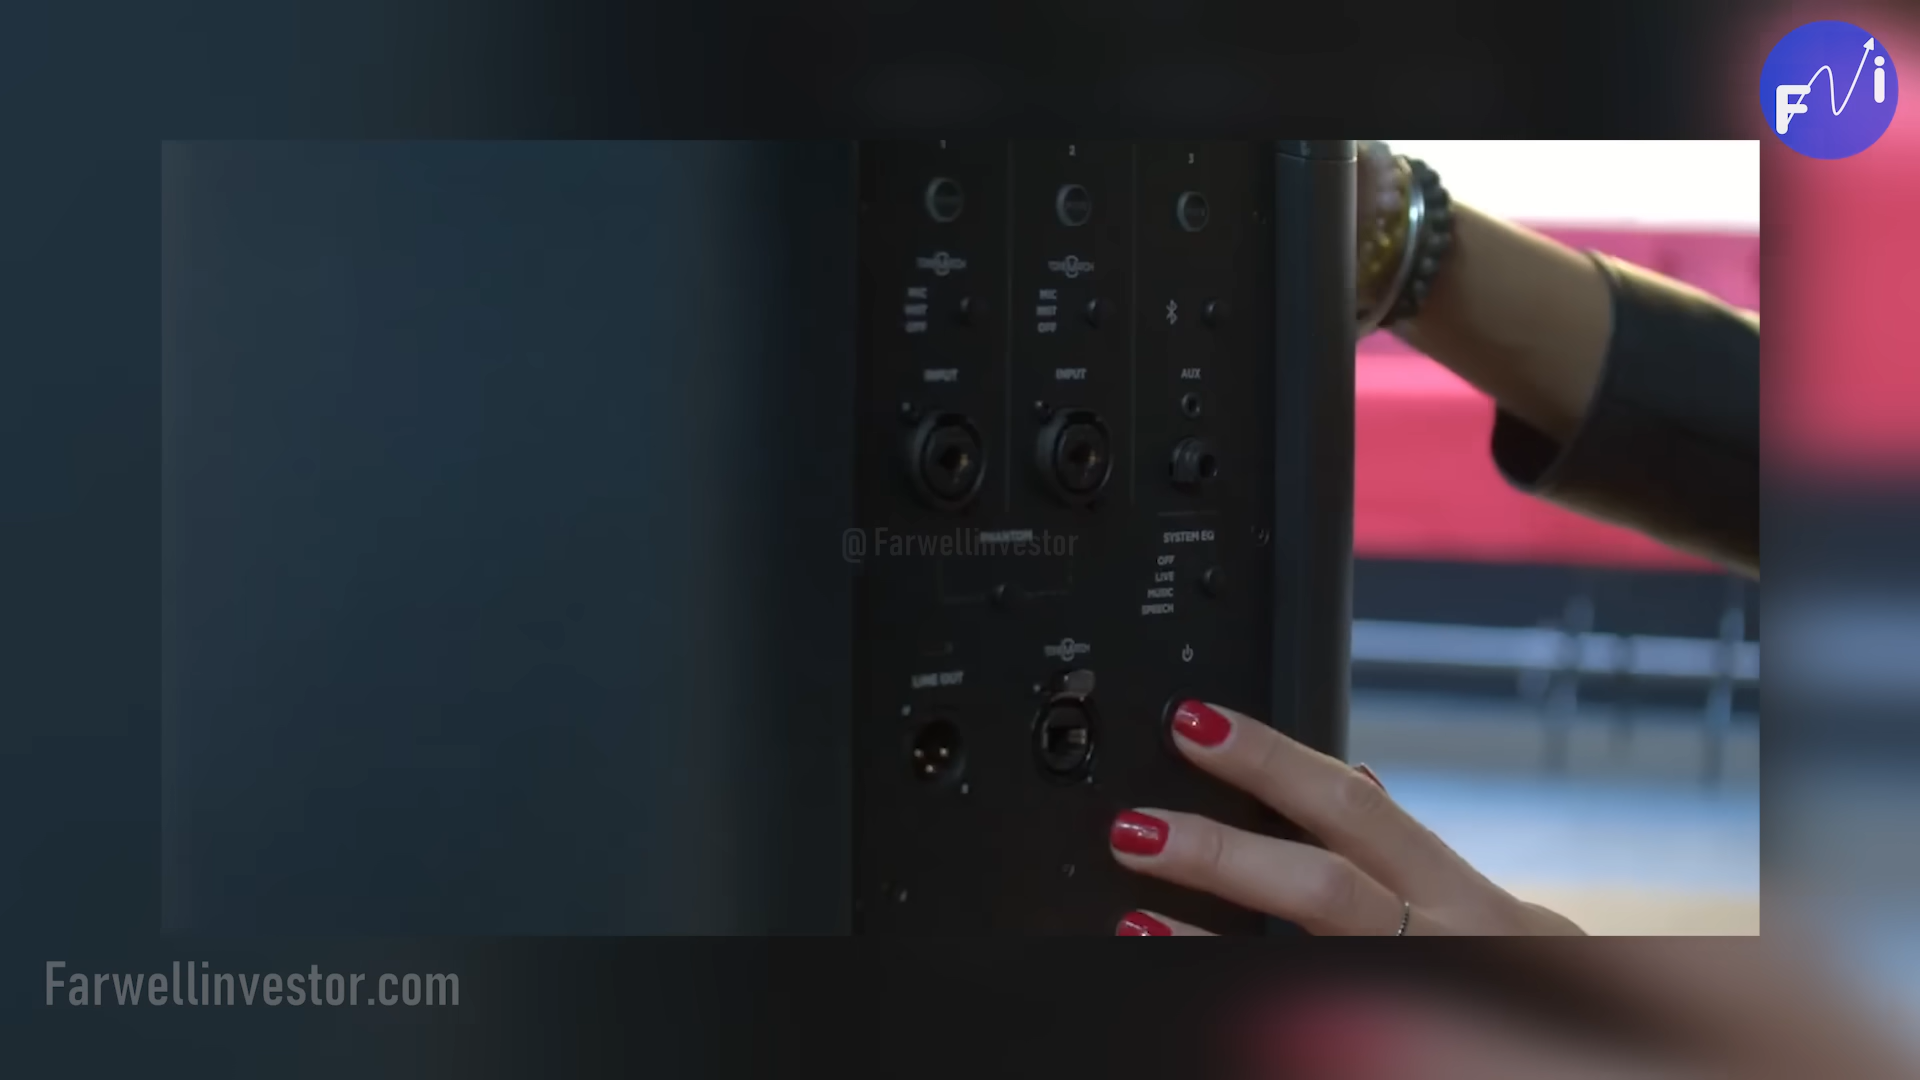 F i
1
2
3
TONEMATCH
TONEMATCH
MIC
INST
OFF
MIC
INST
OFF
INPUT
INPUT
AUX
PHANTOM
@Farwellinvestor
SYSTEM EQ
OFF
LIVE
MUSIC
SPEECH
TONEMATCH
LINE OUT
Farwellinvestor.com